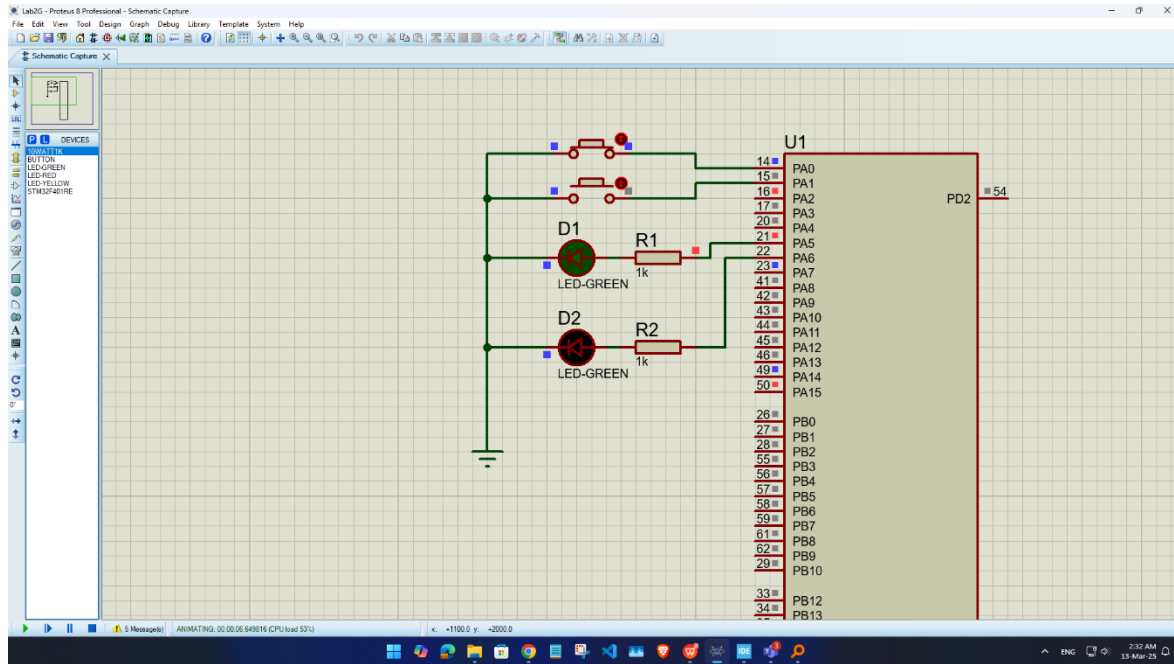 Lab2G - Proteus 8 Professional - Schematic Capture
File Edit View Tool Design Graph Debug Library Template System Help
Schematic Capture
P L DEVICES
10WATT1K
BUTTON
LED-GREEN
LED-RED
LED-YELLOW
STM32F401RE
0°
U1
14 PA0
15 PA1
16 PA2
17 PA3
20 PA4
21 PA5
22 PA6
23 PA7
41 PA8
42 PA9
43 PA10
44 PA11
45 PA12
46 PA13
49 PA14
50 PA15
26 PB0
27 PB1
28 PB2
55 PB3
56 PB4
57 PB5
58 PB6
59 PB7
61 PB8
62 PB9
29 PB10
33 PB12
34 PB13
PD2 54
D1
R1
1k
LED-GREEN
D2
R2
1k
LED-GREEN
5 Message(s) ANIMATING: 00:00:06.649816 (CPU load 53%) x: +1100.0 y: +2000.0
ENG 2:32 AM
13-Mar-25